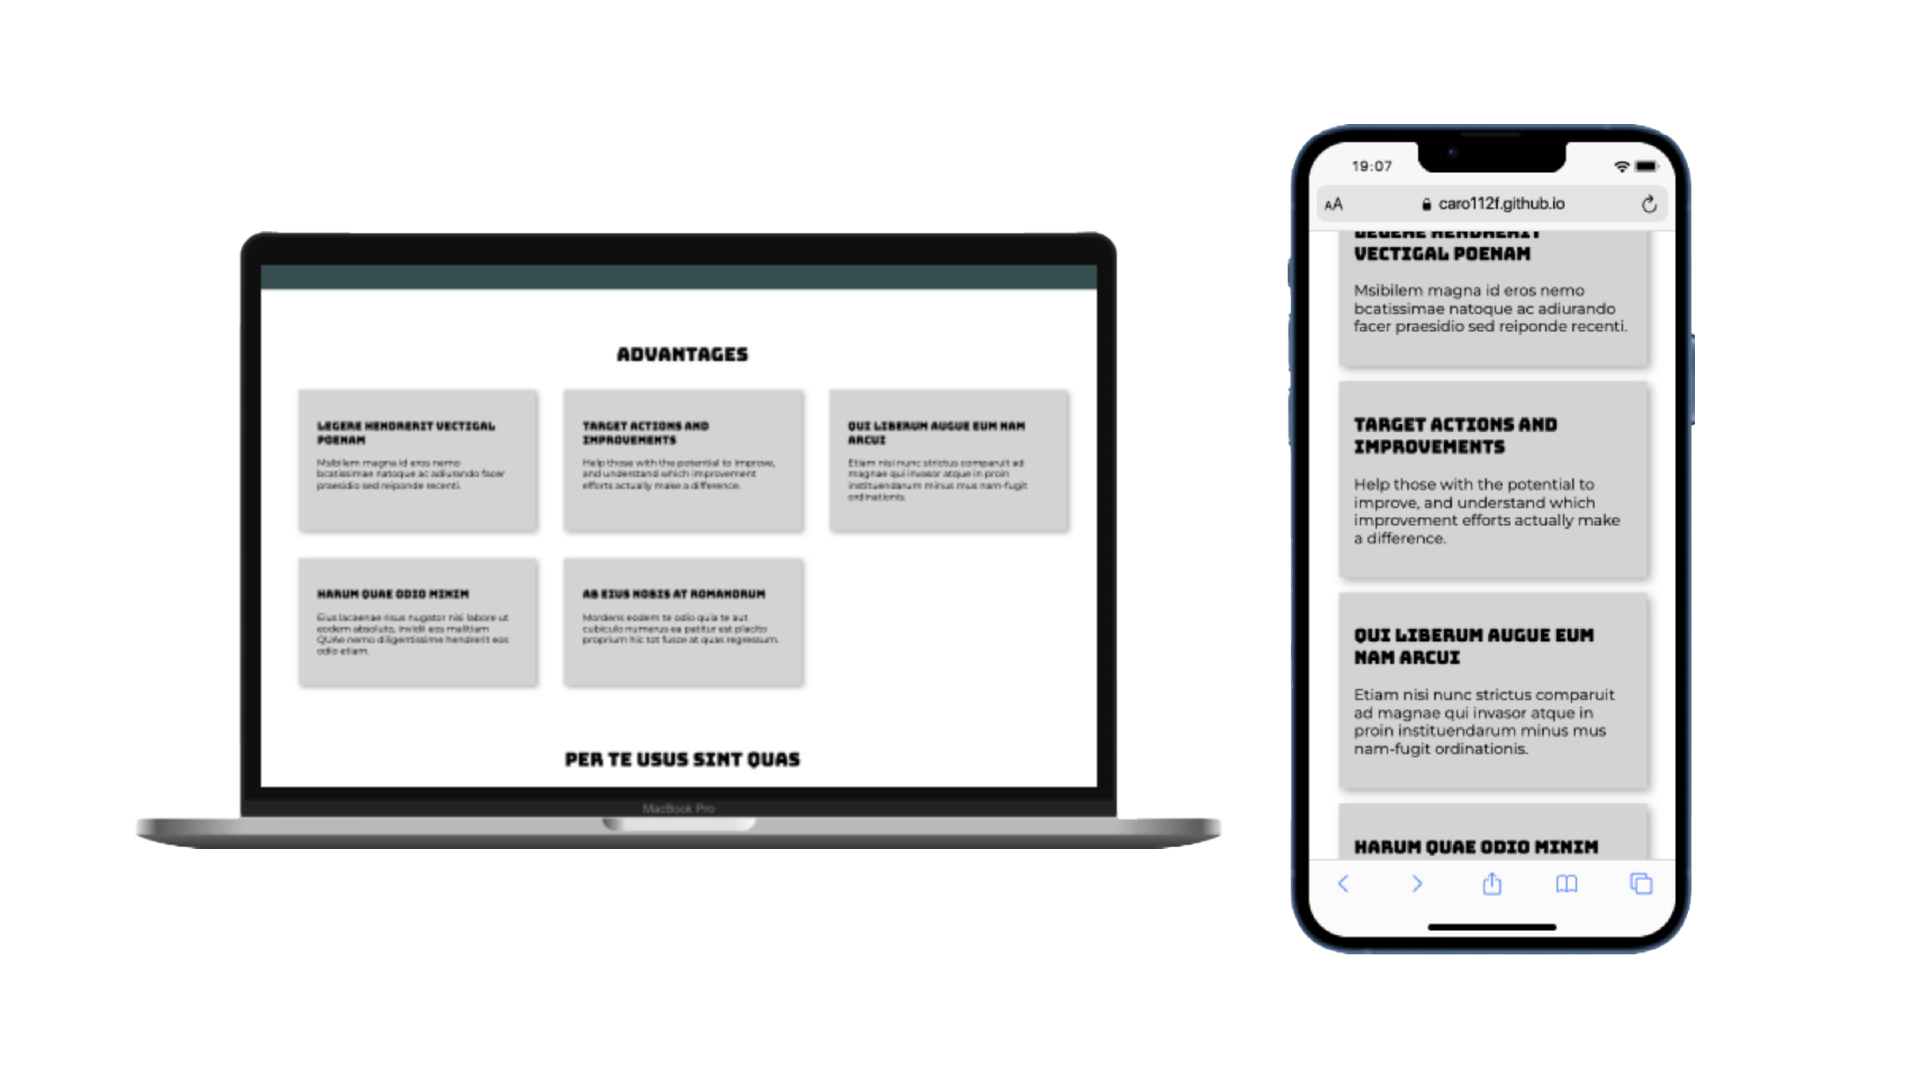 ADVANTAGES
LEGERE HENDRERIT VECTIGAL
POENAM
Msibilem magna id eros nemo
bcatissimae natoque ac adiurando facer
praesidio sed reiponde recenti.
TARGET ACTIONS AND
IMPROVEMENTS
Help those with the potential to improve,
and understand which improvement
efforts actually make a difference.
QUI LIBERUM AUGUE EUM NAM
ARCUI
Etiam nisi nunc strictus comparuit ad
magnae qui invasor atque in proin
instituendarum minus mus nam-fugit
ordinationis.
HARUM QUAE ODIO MINIM
Eius lacaenae risus nugator nisi labore ut
eodem absoluto, invidi eos malitiam
QUAe nemo diligentissime hendrerit eos
odio etiam.
AB EIUS NOBIS AT ROMANORUM
Mordens eodem te odio quia te aut
cubiculo numerus ea petitur est placito
proprium hic tot fusce at quas regressum.
PER TE USUS SINT QUAS
MacBook Pro
19:07
AA caro112f.github.io
LEGERE HENDRERIT
VECTIGAL POENAM
Msibilem magna id eros nemo
bcatissimae natoque ac adiurando
facer praesidio sed reiponde recenti.
TARGET ACTIONS AND
IMPROVEMENTS
Help those with the potential to
improve, and understand which
improvement efforts actually make
a difference.
QUI LIBERUM AUGUE EUM
NAM ARCUI
Etiam nisi nunc strictus comparuit
ad magnae qui invasor atque in
proin instituendarum minus mus
nam-fugit ordinationis.
HARUM QUAE ODIO MINIM